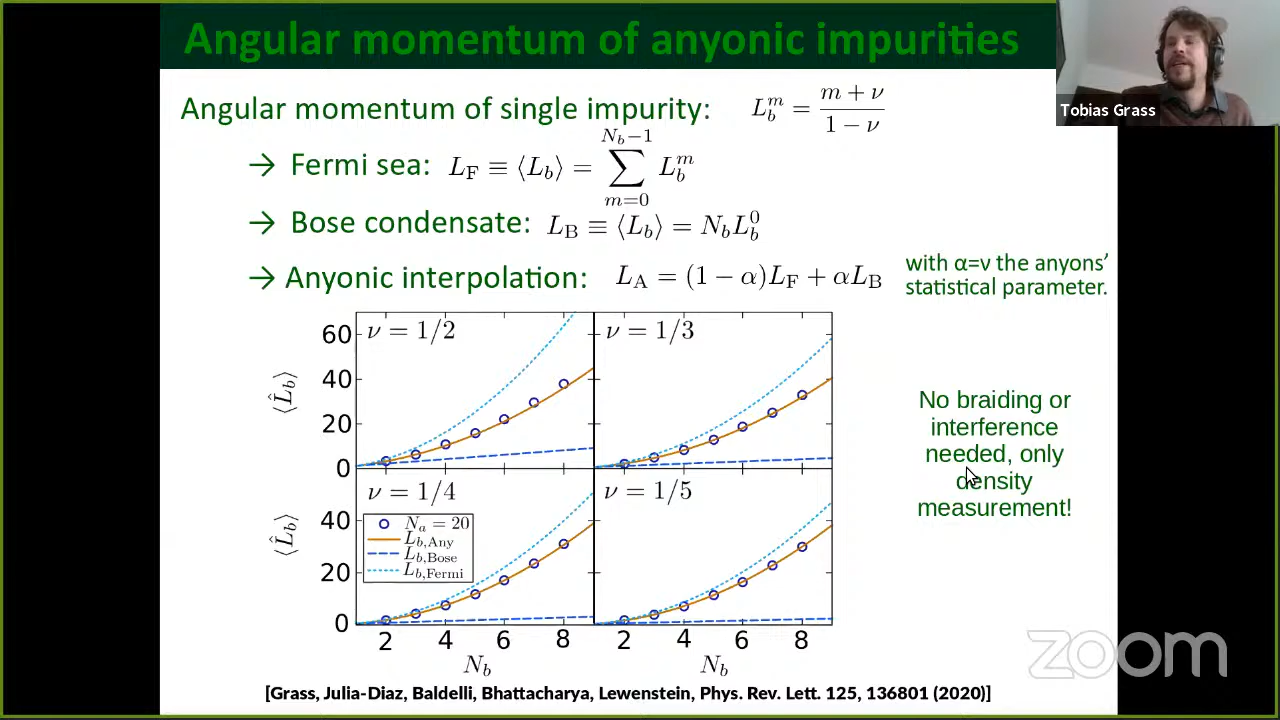 Angular momentum of anyonic impurities
Tobias Grass
Angular momentum of single impurity: L_b^m = (m + ν)/(1 − ν)
→ Fermi sea: L_F ≡ ⟨L_b⟩ = ∑_{m=0}^{N_b−1} L_b^m
→ Bose condensate: L_B ≡ ⟨L_b⟩ = N_b L_b^0
→ Anyonic interpolation: L_A = (1 − α)L_F + αL_B
with α=ν the anyons’
statistical parameter.
ν = 1/2
ν = 1/3
60
40
20
0
⟨L̂_b⟩
No braiding or
interference
needed, only
density
measurement!
ν = 1/4
ν = 1/5
N_a = 20
L_b,Any
L_b,Bose
L_b,Fermi
40
20
0
⟨L̂_b⟩
2 4 6 8 2 4 6 8
N_b N_b
zoom
[Grass, Julia-Diaz, Baldelli, Bhattacharya, Lewenstein, Phys. Rev. Lett. 125, 136801 (2020)]